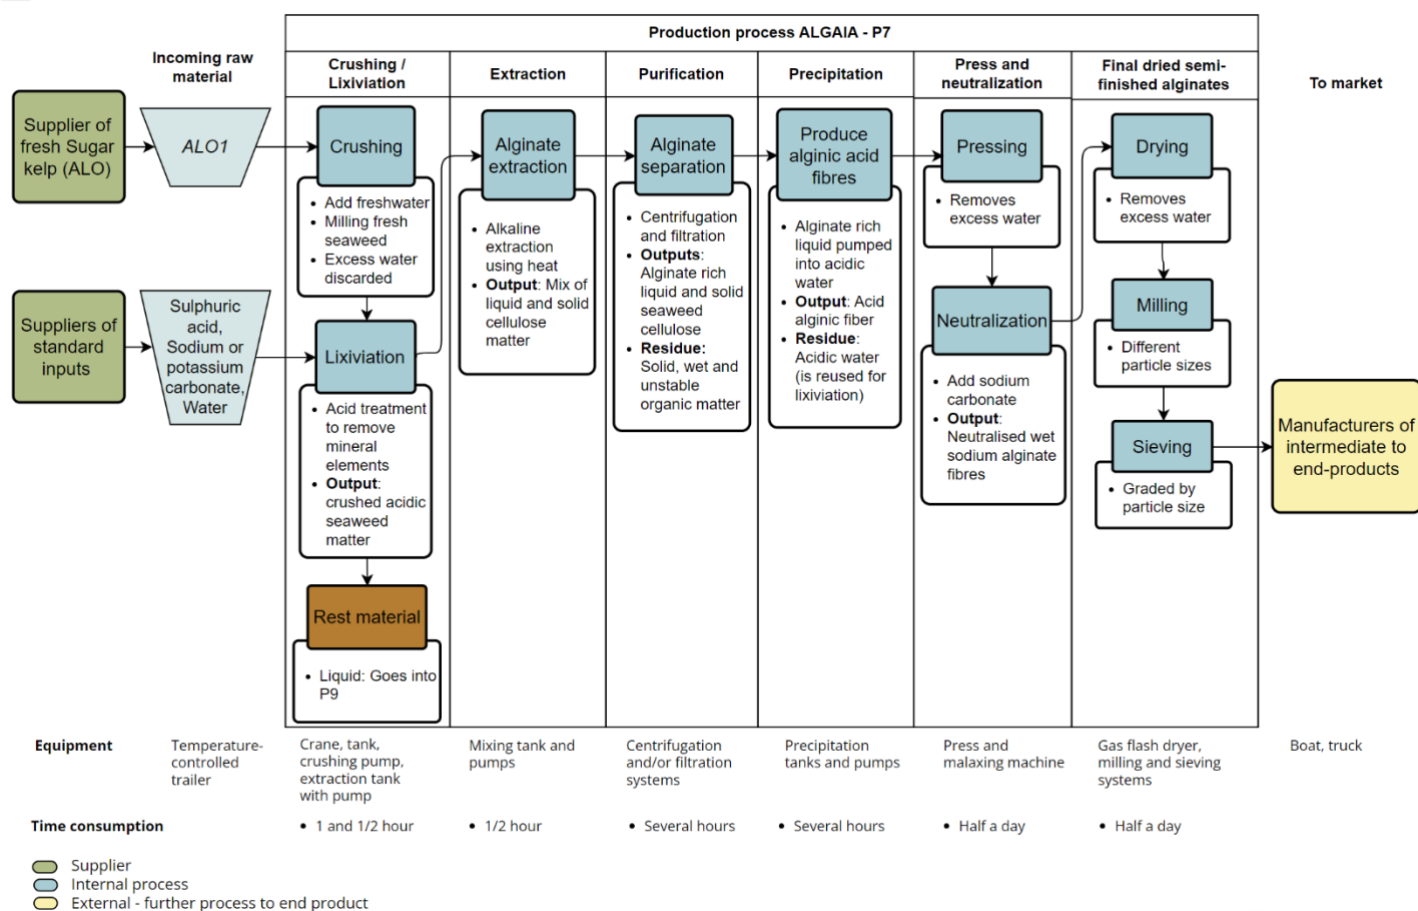 Production process ALGAIA - P7
Incoming raw
material
Crushing /
Lixiviation
Extraction
Purification
Precipitation
Press and
neutralization
Final dried semi-
finished alginates
To market
Supplier of
fresh Sugar
kelp (ALO)
ALO1
Crushing
• Add freshwater
• Milling fresh
seaweed
• Excess water
discarded
Alginate
extraction
• Alkaline
extraction
using heat
• Output: Mix of
liquid and solid
cellulose
matter
Alginate
separation
• Centrifugation
and filtration
• Outputs:
Alginate rich
liquid and solid
seaweed
cellulose
• Residue:
Solid, wet and
unstable
organic matter
Produce
alginic acid
fibres
• Alginate rich
liquid pumped
into acidic
water
• Output: Acid
alginic fiber
• Residue:
Acidic water
(is reused for
lixiviation)
Pressing
• Removes
excess water
Drying
• Removes
excess water
Suppliers of
standard
inputs
Sulphuric
acid,
Sodium or
potassium
carbonate,
Water
Lixiviation
• Acid treatment
to remove
mineral
elements
• Output:
crushed acidic
seaweed
matter
Neutralization
• Add sodium
carbonate
• Output:
Neutralised wet
sodium alginate
fibres
Milling
• Different
particle sizes
Sieving
• Graded by
particle size
Manufacturers of
intermediate to
end-products
Rest material
• Liquid: Goes into
P9
Equipment
Temperature-
controlled
trailer
Crane, tank,
crushing pump,
extraction tank
with pump
Mixing tank and
pumps
Centrifugation
and/or filtration
systems
Precipitation
tanks and pumps
Press and
malaxing machine
Gas flash dryer,
milling and sieving
systems
Boat, truck
Time consumption
• 1 and 1/2 hour
• 1/2 hour
• Several hours
• Several hours
• Half a day
• Half a day
Supplier
Internal process
External - further process to end product